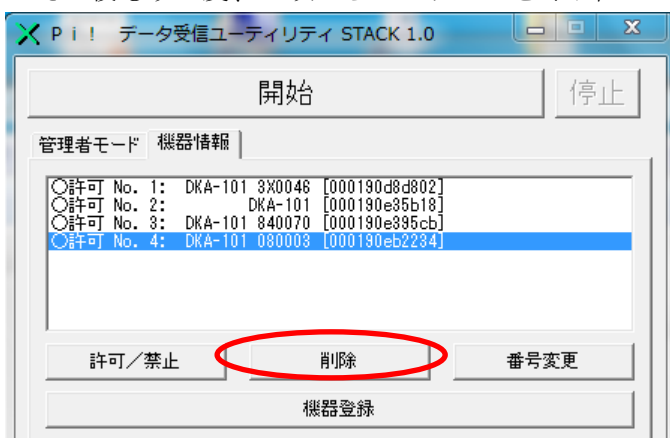 Pi! データ受信ユーティリティ STACK 1.0
開始
停止
管理者モード 機器情報
○許可 No. 1: DKA-101 3X0046 [000190d8d802]
○許可 No. 2: DKA-101 [000190e35b18]
○許可 No. 3: DKA-101 840070 [000190e395cb]
○許可 No. 4: DKA-101 080003 [000190eb2234]
許可/禁止 削除 番号変更
機器登録